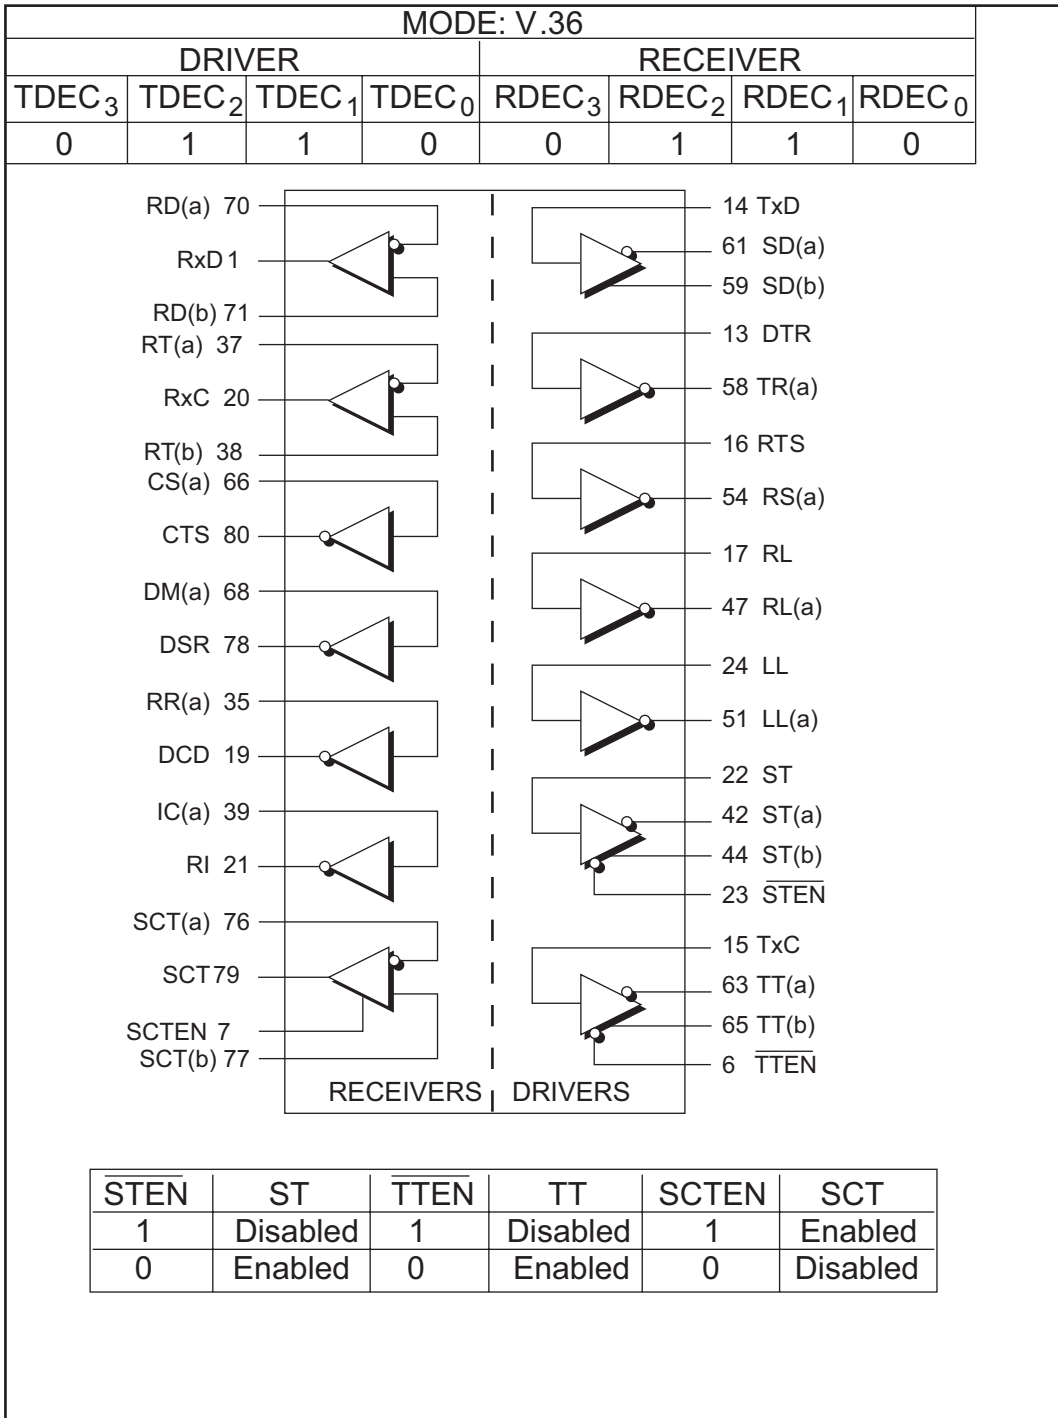 MODE: V.36
DRIVER RECEIVER
TDEC3 TDEC2 TDEC1 TDEC0 RDEC3 RDEC2 RDEC1 RDEC0
0 1 1 0 0 1 1 0
RD(a) 70
RxD 1
RD(b) 71
RT(a) 37
RxC 20
RT(b) 38
CS(a) 66
CTS 80
DM(a) 68
DSR 78
RR(a) 35
DCD 19
IC(a) 39
RI 21
SCT(a) 76
SCT 79
SCTEN 7
SCT(b) 77
14 TxD
61 SD(a)
59 SD(b)
13 DTR
58 TR(a)
16 RTS
54 RS(a)
17 RL
47 RL(a)
24 LL
51 LL(a)
22 ST
42 ST(a)
44 ST(b)
23 S̅T̅E̅N̅
15 TxC
63 TT(a)
65 TT(b)
6 T̅T̅E̅N̅
RECEIVERS DRIVERS
S̅T̅E̅N̅ ST T̅T̅E̅N̅ TT SCTEN SCT
1 Disabled 1 Disabled 1 Enabled
0 Enabled 0 Enabled 0 Disabled